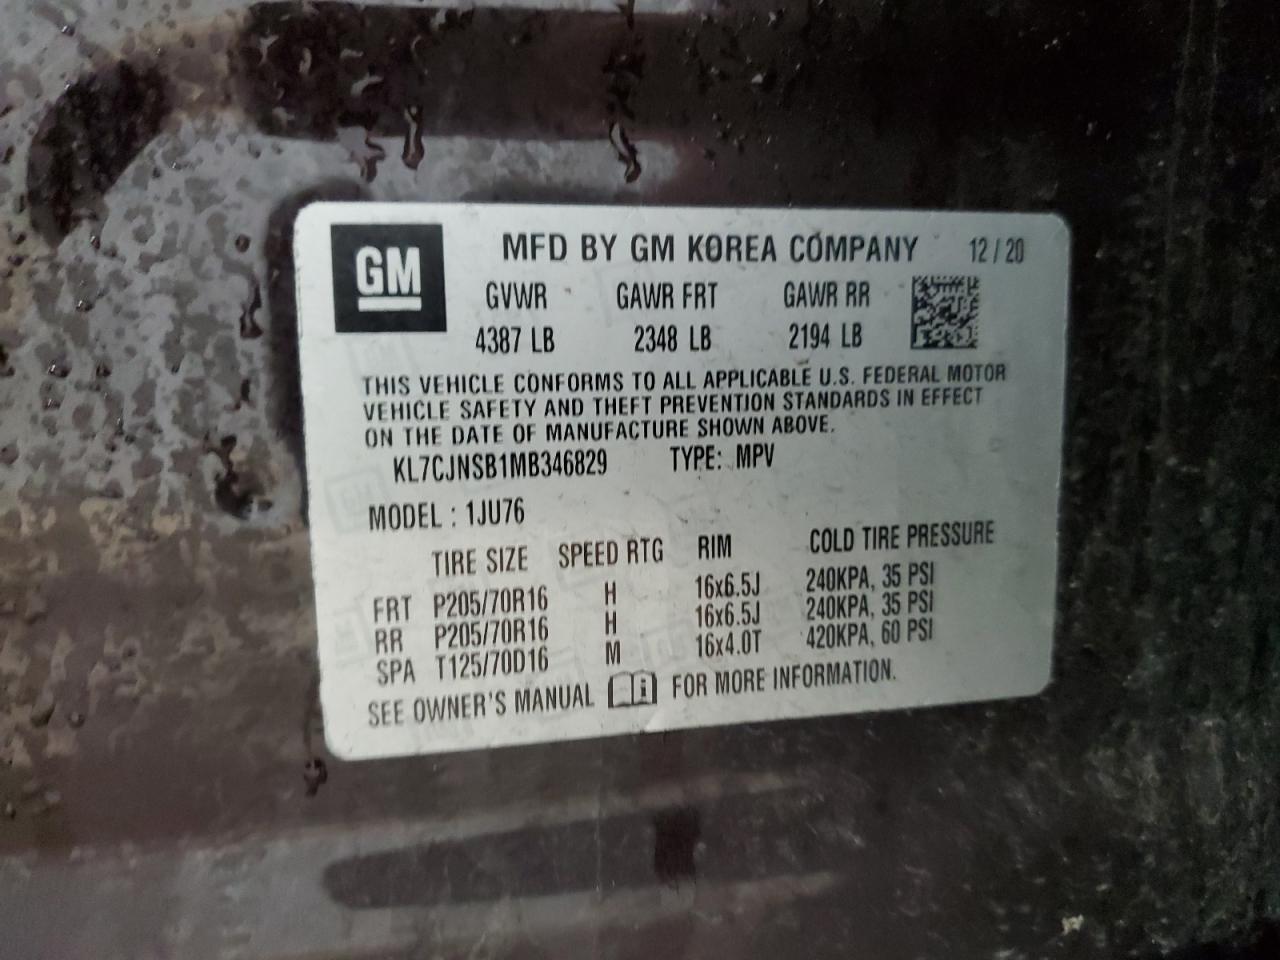 GM
MFD BY GM KOREA COMPANY 12 / 20
GVWR GAWR FRT GAWR RR
4387 LB 2348 LB 2194 LB
THIS VEHICLE CONFORMS TO ALL APPLICABLE U.S. FEDERAL MOTOR
VEHICLE SAFETY AND THEFT PREVENTION STANDARDS IN EFFECT
ON THE DATE OF MANUFACTURE SHOWN ABOVE.
KL7CJNSB1MB346829 TYPE: MPV
MODEL : 1JU76
TIRE SIZE SPEED RTG RIM COLD TIRE PRESSURE
FRT P205/70R16 H 16x6.5J 240KPA, 35 PSI
RR P205/70R16 H 16x6.5J 240KPA, 35 PSI
SPA T125/70D16 M 16x4.0T 420KPA, 60 PSI
SEE OWNER'S MANUAL i FOR MORE INFORMATION.